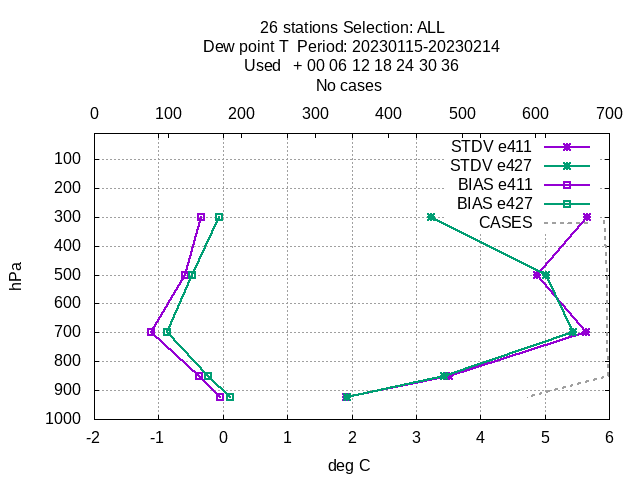 26 stations Selection: ALL
Dew point T  Period: 20230115-20230214
Used   + 00 06 12 18 24 30 36
No cases
0 100 200 300 400 500 600 700
STDV e411
STDV e427
BIAS e411
BIAS e427
CASES
hPa
100
200
300
400
500
600
700
800
900
1000
-2 -1 0 1 2 3 4 5 6
deg C